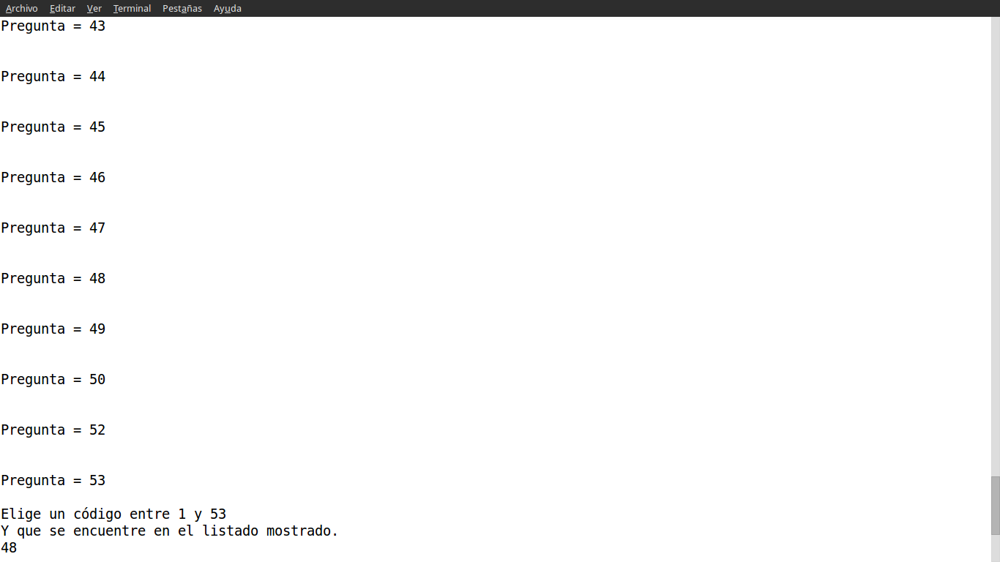 Archivo Editar Ver Terminal Pestañas Ayuda
Pregunta = 43
Pregunta = 44
Pregunta = 45
Pregunta = 46
Pregunta = 47
Pregunta = 48
Pregunta = 49
Pregunta = 50
Pregunta = 52
Pregunta = 53
Elige un código entre 1 y 53
Y que se encuentre en el listado mostrado.
48